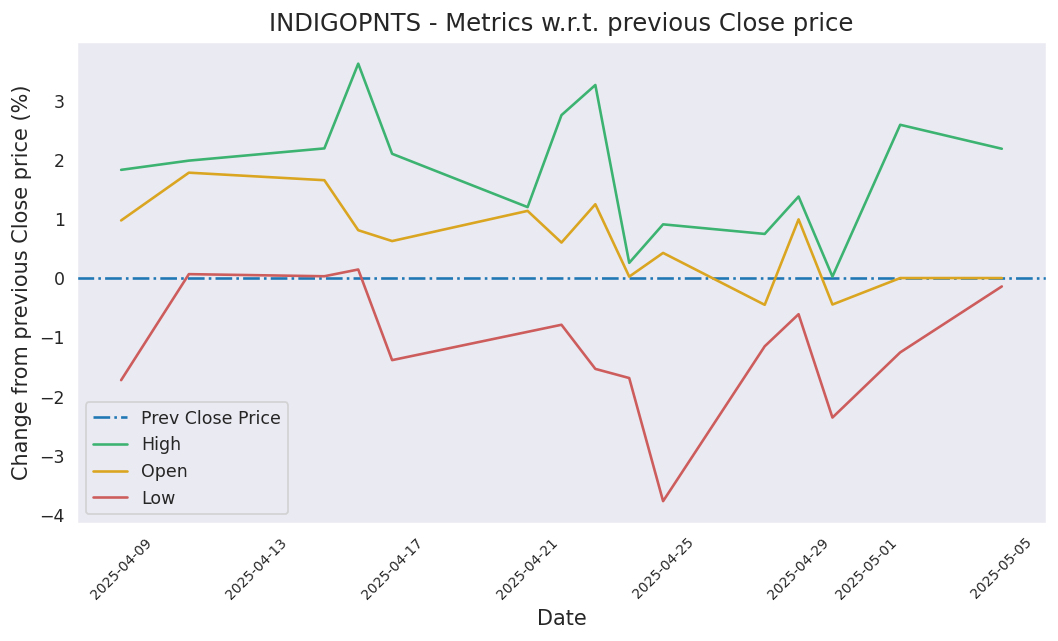 INDIGOPNTS - Metrics w.r.t. previous Close price
Change from previous Close price (%)
3
2
1
0
−1
−2
−3
−4
Prev Close Price
High
Open
Low
2025-04-09
2025-04-13
2025-04-17
2025-04-21
2025-04-25
2025-04-29
2025-05-01
2025-05-05
Date